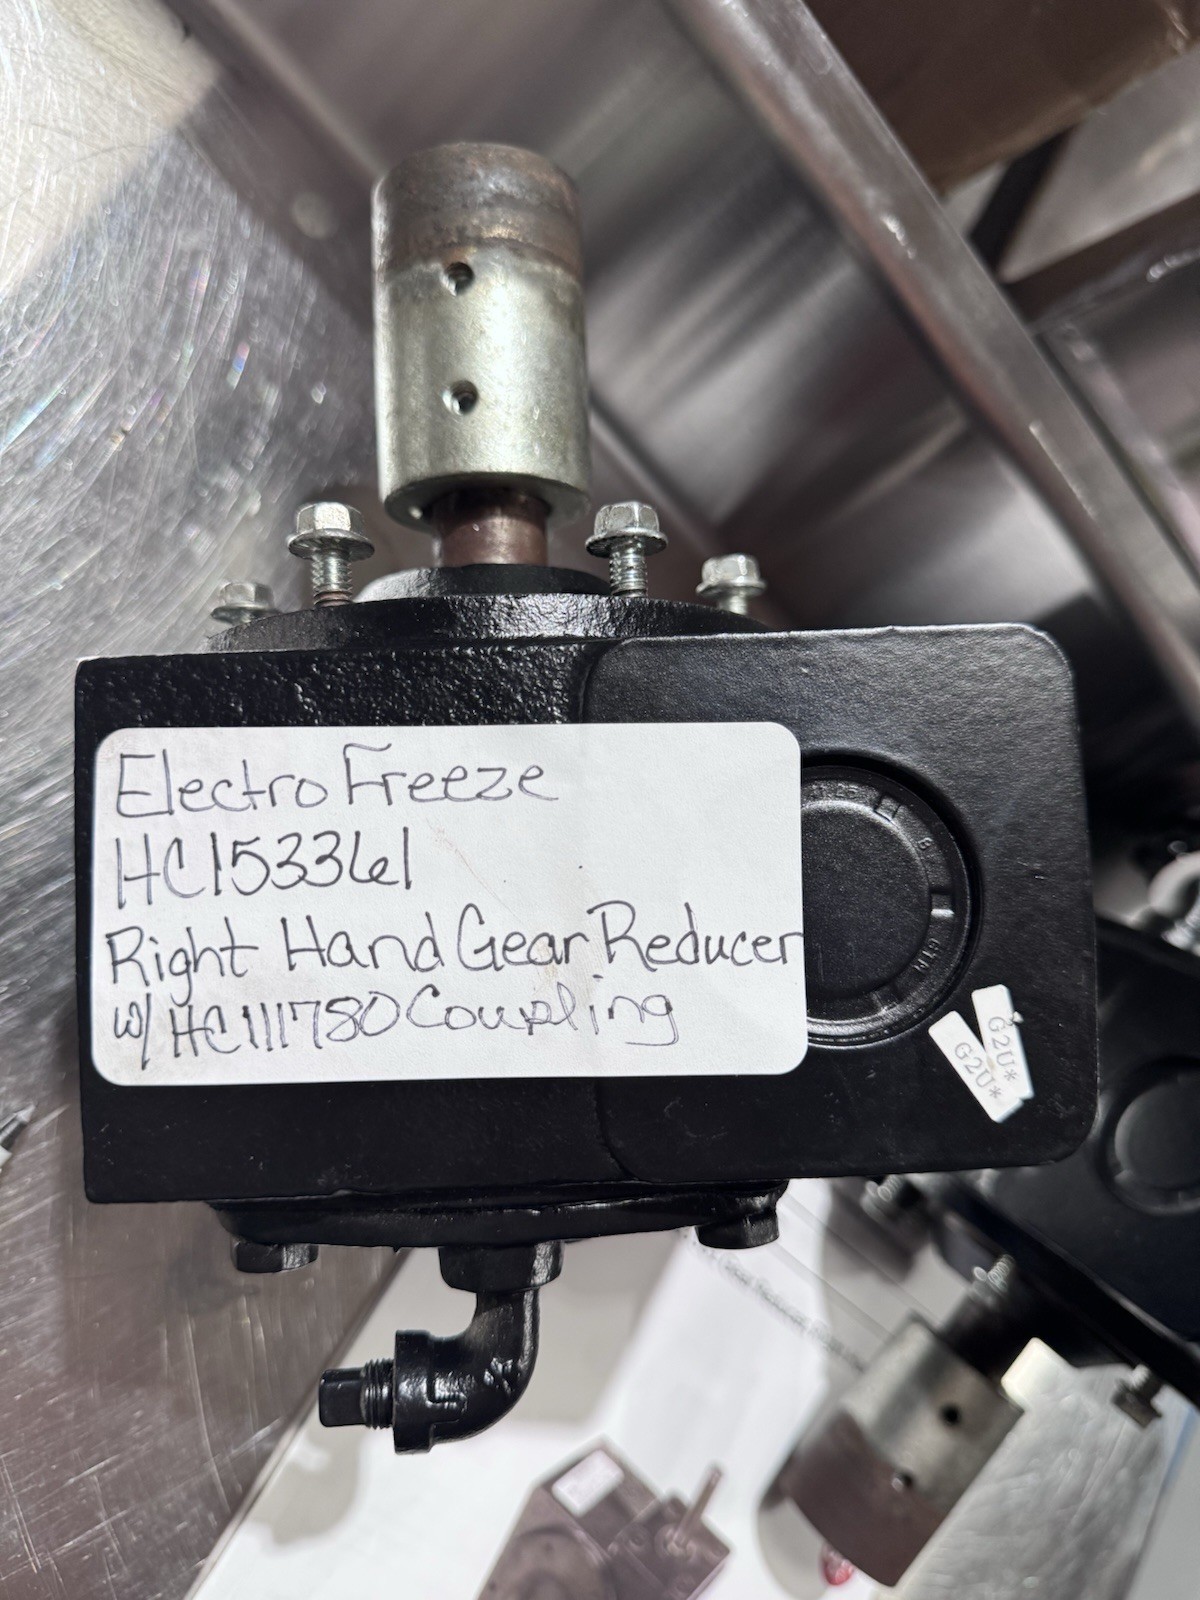 Electro Freeze
HC153361
Right Hand Gear Reducer
w/ HC111780 Coupling
G2U*
G2U*